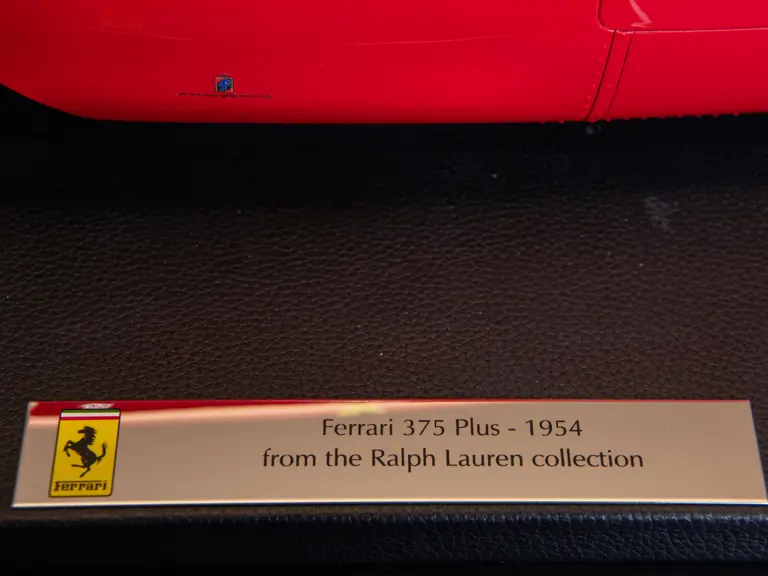 Ferrari 375 Plus - 1954
from the Ralph Lauren collection
Ferrari